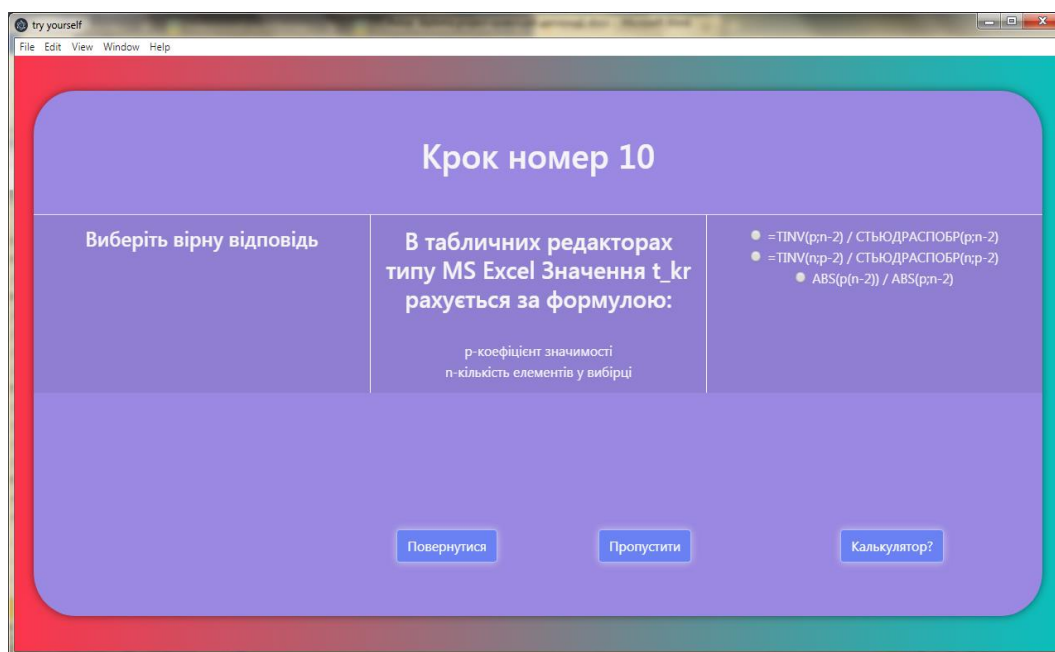 try yourself
File Edit View Window Help
Крок номер 10
Виберіть вірну відповідь
В табличних редакторах
типу MS Excel Значення t_kr
рахується за формулою:
р-коефіцієнт значимості
n-кількість елементів у вибірці
=TINV(p;n-2) / СТЬЮДРАСПОБР(p;n-2)
=TINV(n;p-2) / СТЬЮДРАСПОБР(n;p-2)
ABS(p(n-2)) / ABS(p;n-2)
Повернутися
Пропустити
Калькулятор?